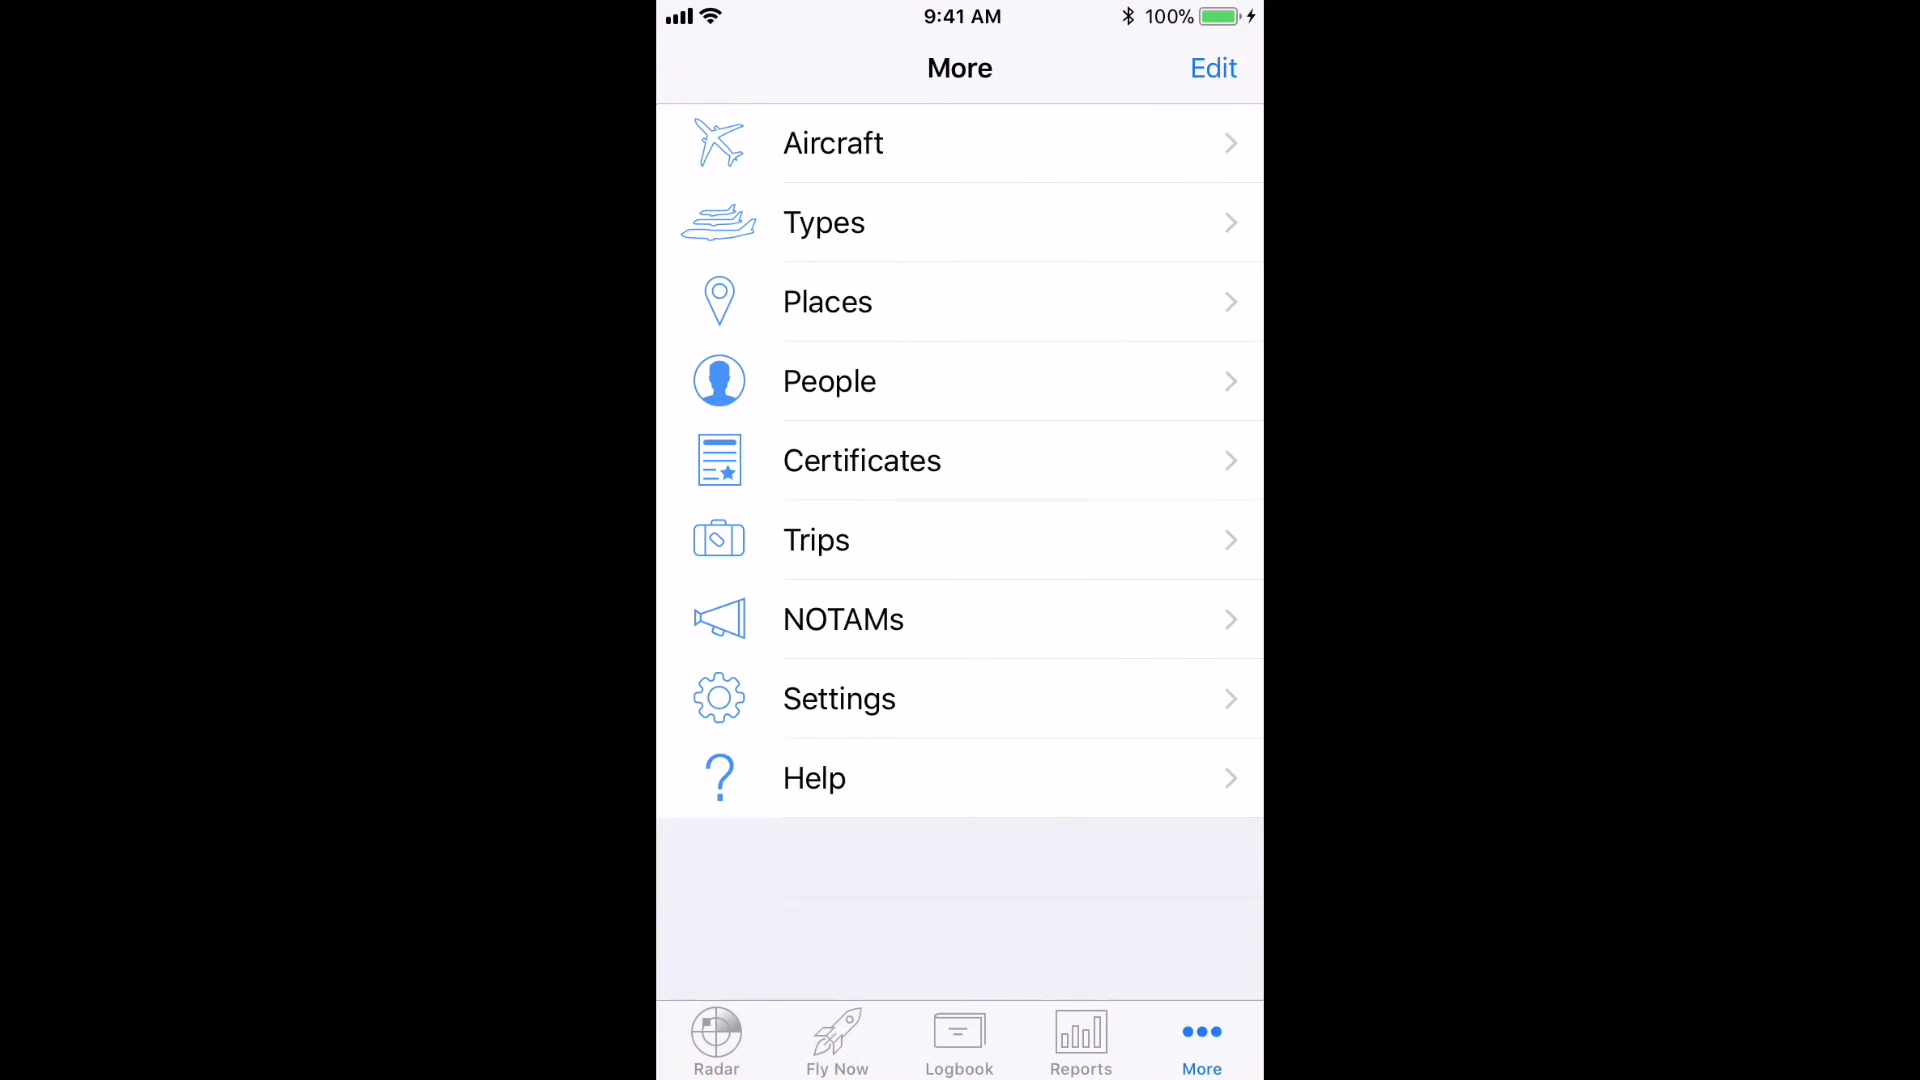 9:41 AM
100%
More
Edit
Aircraft
Types
Places
People
Certificates
Trips
NOTAMs
Settings
Help
Radar
Fly Now
Logbook
Reports
More